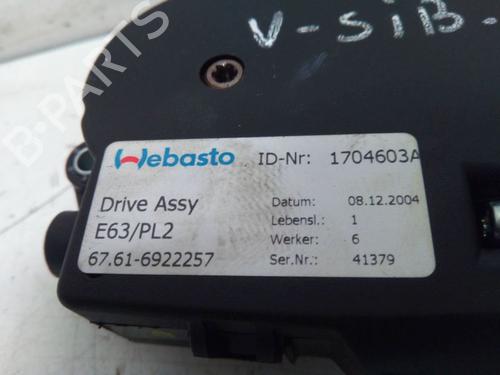 V-SiB-
Webasto ID-Nr: 1704603A
Drive Assy Datum: 08.12.2004
E63/PL2 Lebensl.: 1
Werker: 6
67.61-6922257 Ser.Nr.: 41379
B-PARTS